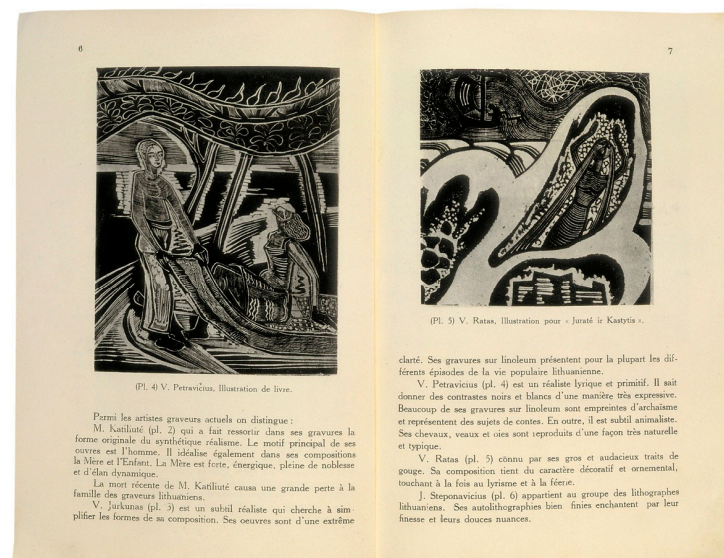 6
(Pl. 4) V. Petravičius, Illustration de livre.
Parmi les artistes graveurs actuels on distingue :
M. Katiliuté (pl. 2) qui a fait ressortir dans ses gravures la
forme originale du synthétique réalisme. Le motif principal de ses
ouvres est l'homme. Il idéalise également dans ses compositions
la Mère et l'Enfant. La Mère est forte, énergique, pleine de noblesse
et d'élan dynamique.
La mort récente de M. Katiliuté causa une grande perte à la
famille des graveurs lithuaniens.
V. Jurkunas (pl. 3) est un subtil réaliste qui cherche à sim-
plifier les formes de sa composition. Ses oeuvres sont d'une extrême
7
(Pl. 5) V. Ratas, Illustration pour « Juraté ir Kastytis ».
clarté. Ses gravures sur linoleum présentent pour la plupart les dif-
férents épisodes de la vie populaire lithuanienne.
V. Petravicius (pl. 4) est un réaliste lyrique et primitif. Il sait
donner des contrastes noirs et blancs d'une manière très expressive.
Beaucoup de ses gravures sur linoleum sont empreintes d'archaïsme
et représentent des sujets de contes. En outre, il est subtil animaliste.
Ses chevaux, veaux et oies sont reproduits d'une façon très naturelle
et typique.
V. Ratas (pl. 5) cönnu par ses gros et audacieux traits de
gouge. Sa composition tient du caractère décoratif et ornemental,
touchant à la fois au lyrisme et à la féerie.
J. Steponavicius (pl. 6) appartient au groupe des lithographes
lithuaniens. Ses autolithographies bien finies enchantent par leur
finesse et leurs douces nuances.